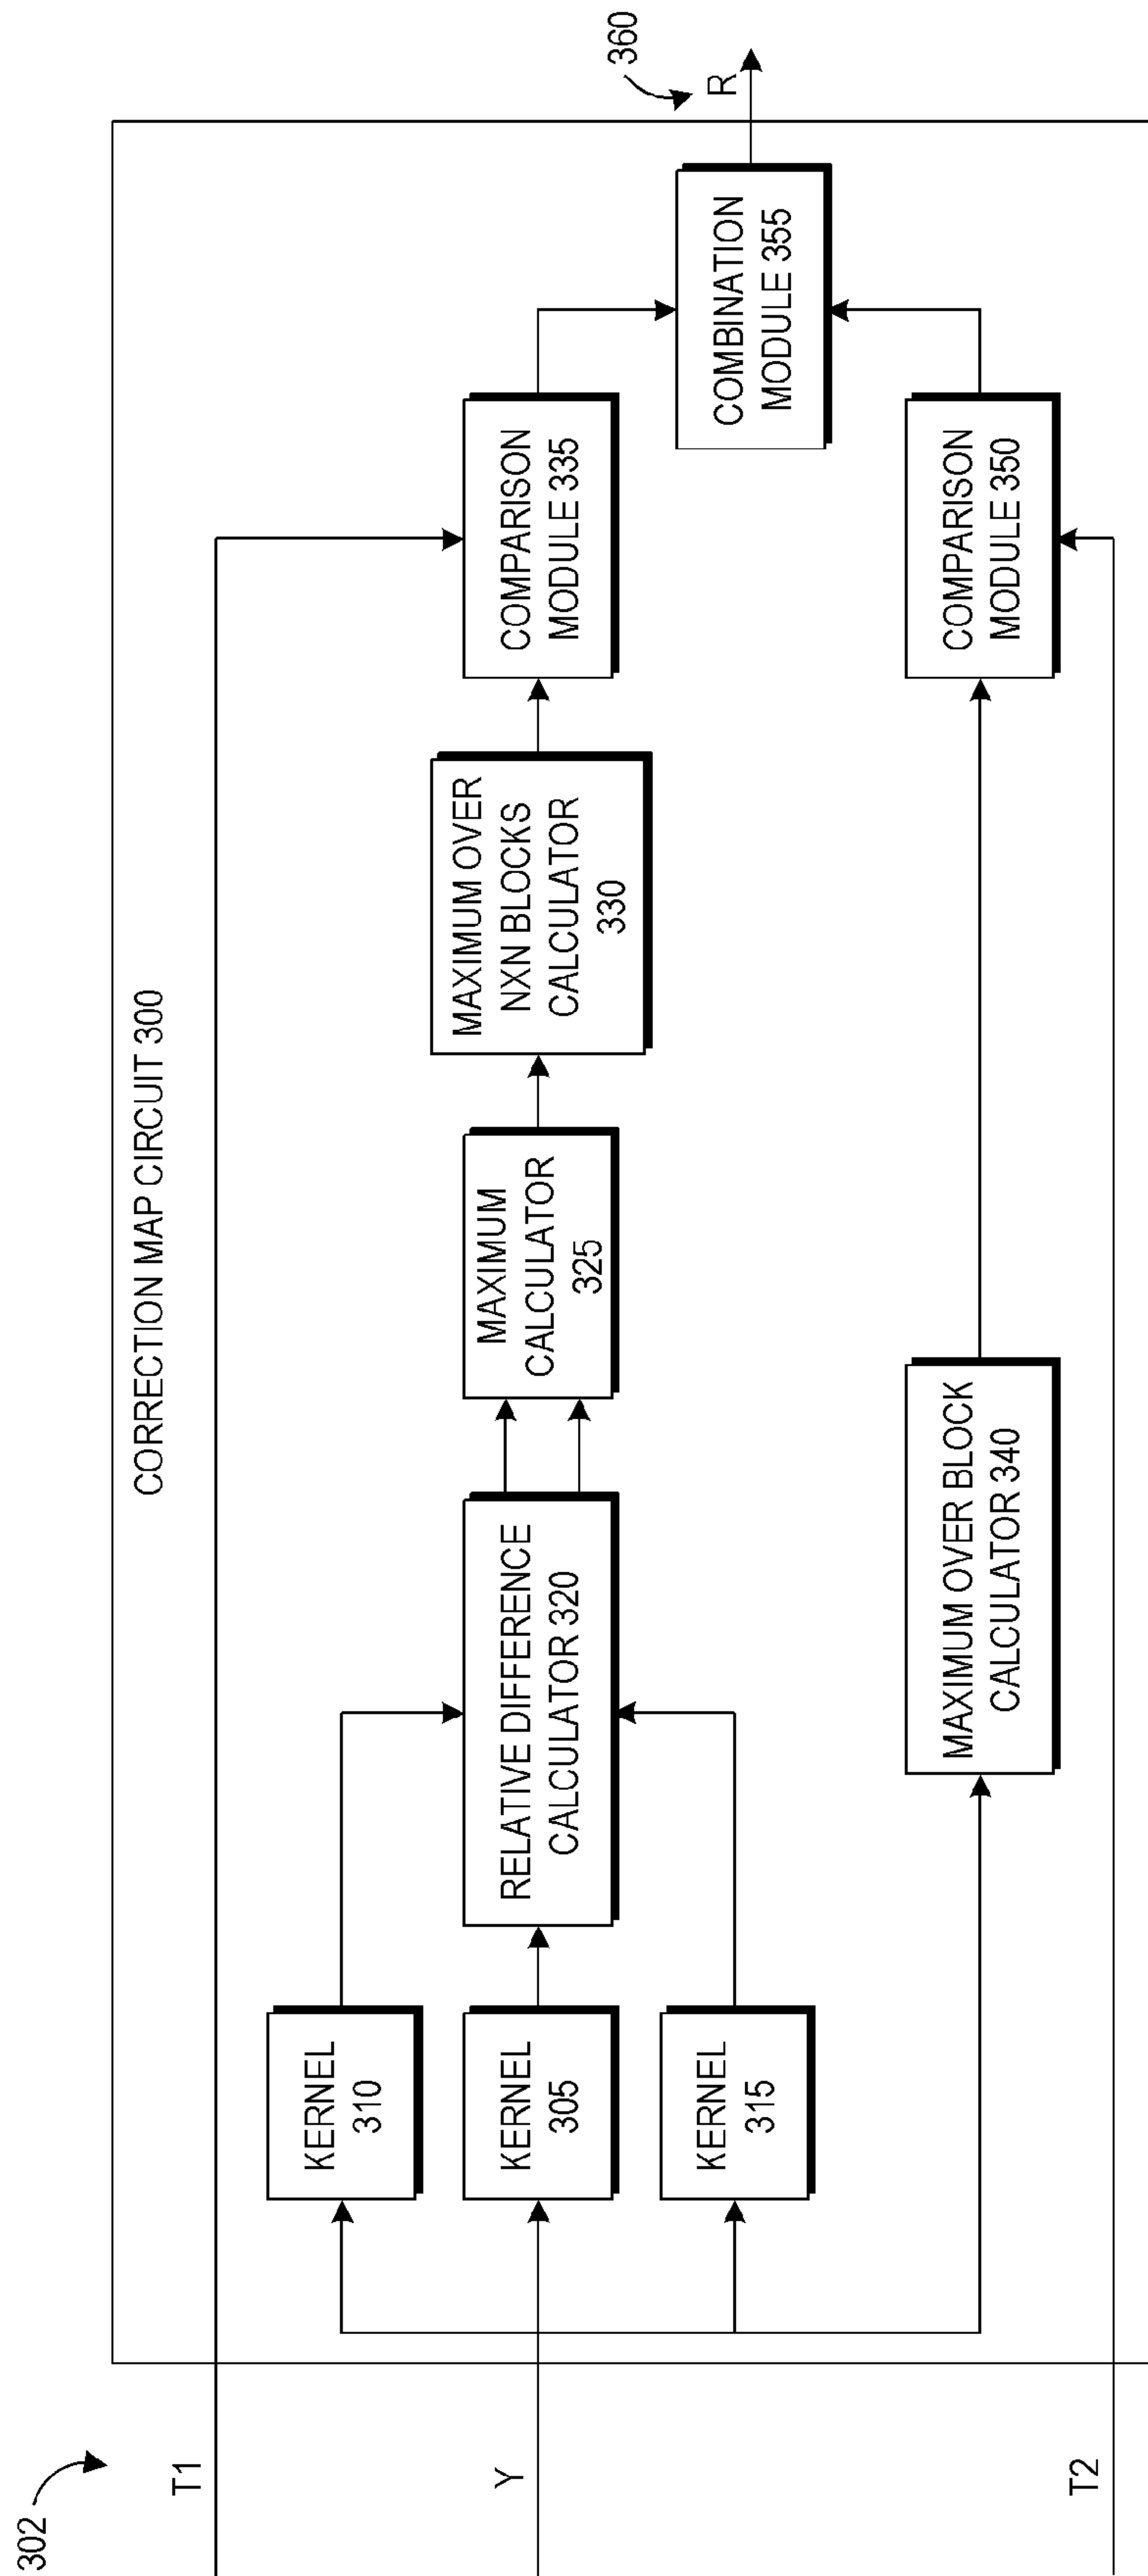 302
T1
Y
T2
CORRECTION MAP CIRCUIT 300
KERNEL
310
KERNEL
305
KERNEL
315
RELATIVE DIFFERENCE
CALCULATOR 320
MAXIMUM
CALCULATOR
325
MAXIMUM OVER
NXN BLOCKS
CALCULATOR
330
COMPARISON
MODULE 335
MAXIMUM OVER BLOCK
CALCULATOR 340
COMPARISON
MODULE 350
COMBINATION
MODULE 355
R
360